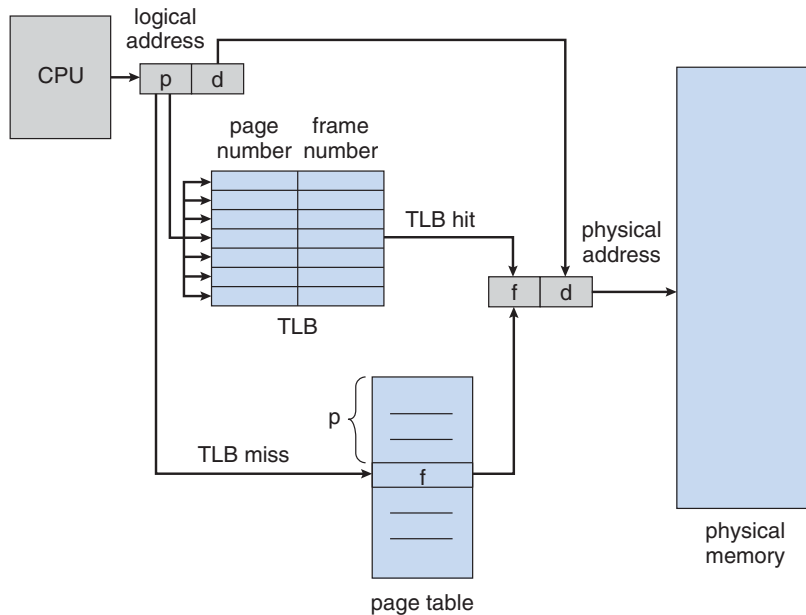 logical
address
CPU
p d
page
number
frame
number
TLB hit
physical
address
f d
TLB
p
TLB miss
f
page table
physical
memory